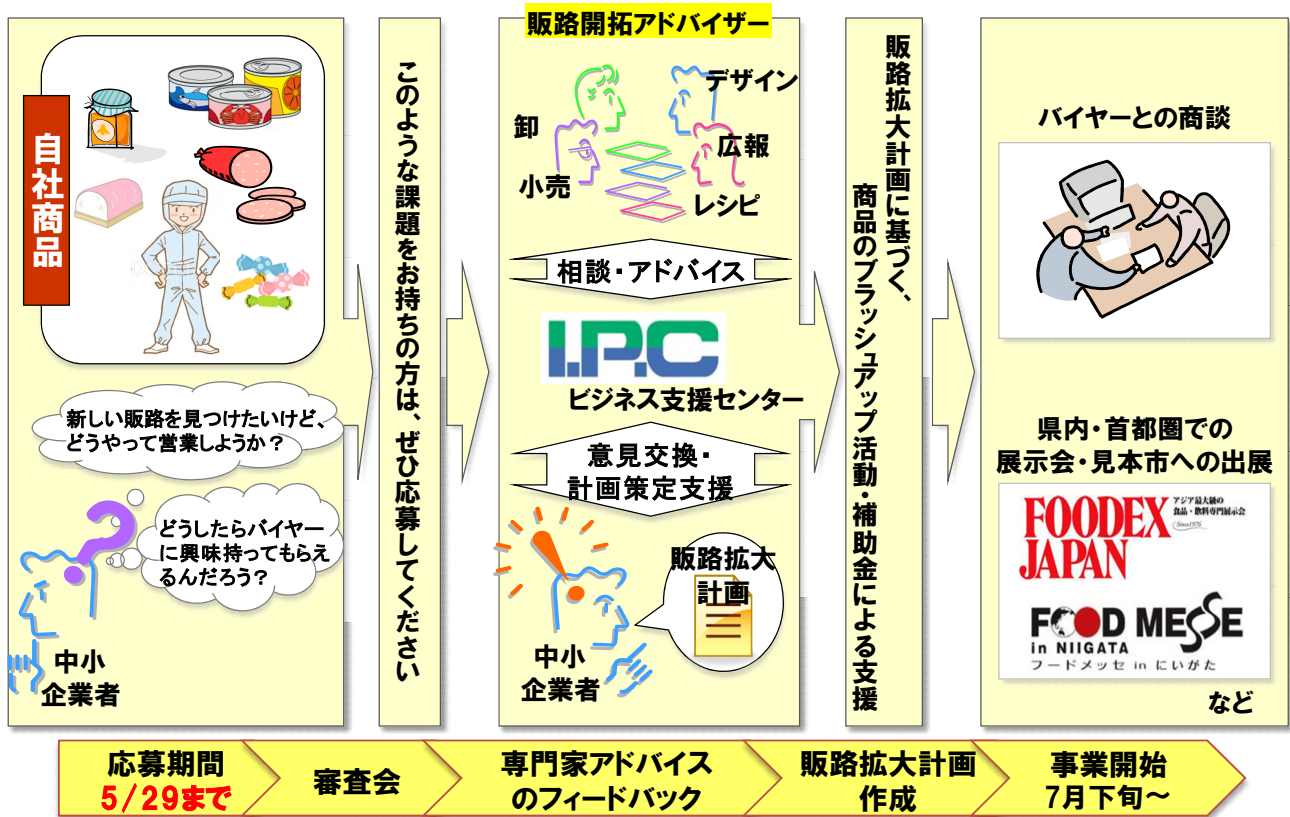 自社商品
新しい販路を見つけたいけど、
どうやって営業しようか？
どうしたらバイヤー
に興味持ってもらえ
るんだろう？
中小
企業者
このような課題をお持ちの方は、ぜひ応募してください
販路開拓アドバイザー
デザイン
卸
広報
小売
レシピ
相談・アドバイス
I.P.C
ビジネス支援センター
意見交換・
計画策定支援
販路拡大
計画
中小
企業者
販路拡大計画に基づく、
商品のブラッシュアップ活動・補助金による支援
バイヤーとの商談
県内・首都圏での
展示会・見本市への出展
FOODEX
JAPAN
アジア最大級の
食品・飲料専門展示会
Since1976
FOOD MESSE
in NIIGATA
フードメッセ in にいがた
など
応募期間
5/29まで
審査会
専門家アドバイス
のフィードバック
販路拡大計画
作成
事業開始
7月下旬～